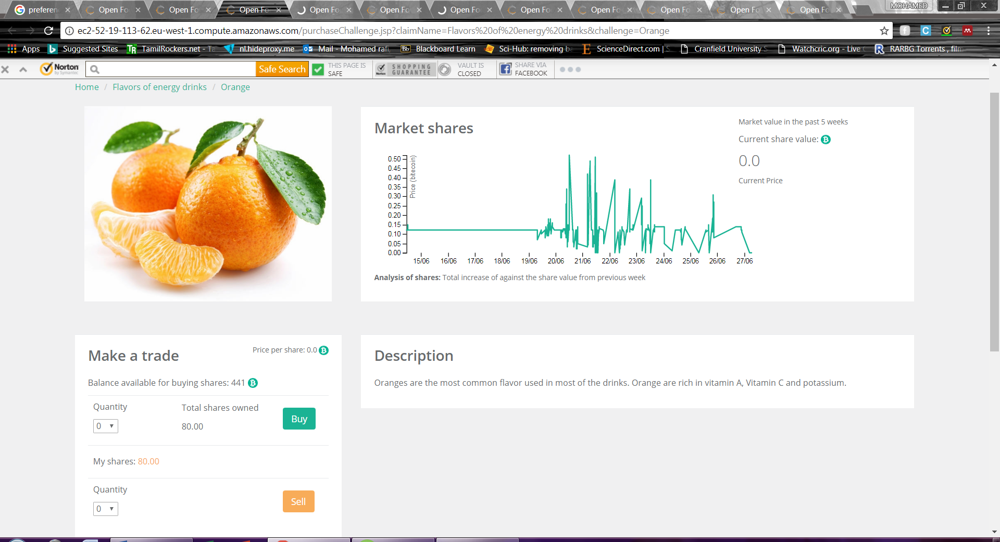 preferen
Open Fo
Open Fo
Open Fo
Open Fo
Open Fo
Open Fo
Open Fo
Open Fo
Open Fo
Open Fo
Open Fo
MOHAMED
ec2-52-19-113-62.eu-west-1.compute.amazonaws.com/purchaseChallenge.jsp?claimName=Flavors%20of%20energy%20drinks&challenge=Orange
Apps
Suggested Sites
TamilRockers.net - Ta
nl.hideproxy.me
Mail - Mohamed rafi
Bb Blackboard Learn
Sci-Hub: removing ba
ScienceDirect.com | S
Cranfield University S
Watchcric.org - Live
RARBG Torrents , film
Norton
by Symantec
Safe Search
THIS PAGE IS
SAFE
SHOPPING
GUARANTEE
VAULT IS
CLOSED
SHARE VIA
FACEBOOK
Home / Flavors of energy drinks / Orange
Market shares
Market value in the past 5 weeks
Current share value:
0.0
Current Price
Price (bitecoin)
0.50
0.45
0.40
0.35
0.30
0.25
0.20
0.15
0.10
0.05
0.00
15/06 16/06 17/06 18/06 19/06 20/06 21/06 22/06 23/06 24/06 25/06 26/06 27/06
Analysis of shares: Total increase of against the share value from previous week
Make a trade
Price per share: 0.0
Balance available for buying shares: 441
Quantity
Total shares owned
0
80.00
Buy
My shares: 80.00
Quantity
0
Sell
Description
Oranges are the most common flavor used in most of the drinks. Orange are rich in vitamin A, Vitamin C and potassium.